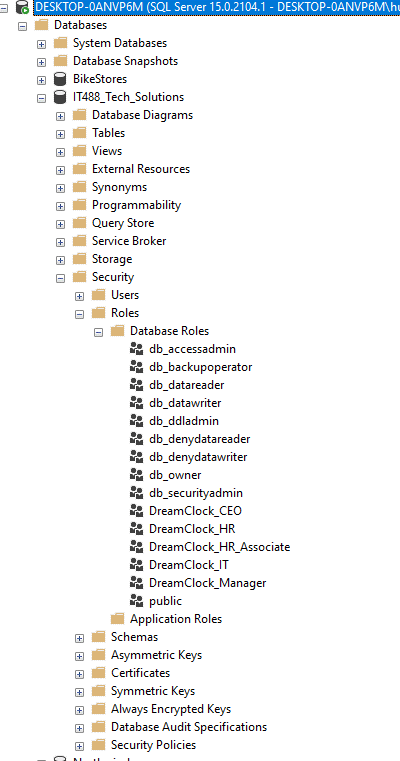 DESKTOP-0ANVP6M (SQL Server 15.0.2104.1 - DESKTOP-0ANVP6M\hu
Databases
System Databases
Database Snapshots
BikeStores
IT488_Tech_Solutions
Database Diagrams
Tables
Views
External Resources
Synonyms
Programmability
Query Store
Service Broker
Storage
Security
Users
Roles
Database Roles
db_accessadmin
db_backupoperator
db_datareader
db_datawriter
db_ddladmin
db_denydatareader
db_denydatawriter
db_owner
db_securityadmin
DreamClock_CEO
DreamClock_HR
DreamClock_HR_Associate
DreamClock_IT
DreamClock_Manager
public
Application Roles
Schemas
Asymmetric Keys
Certificates
Symmetric Keys
Always Encrypted Keys
Database Audit Specifications
Security Policies